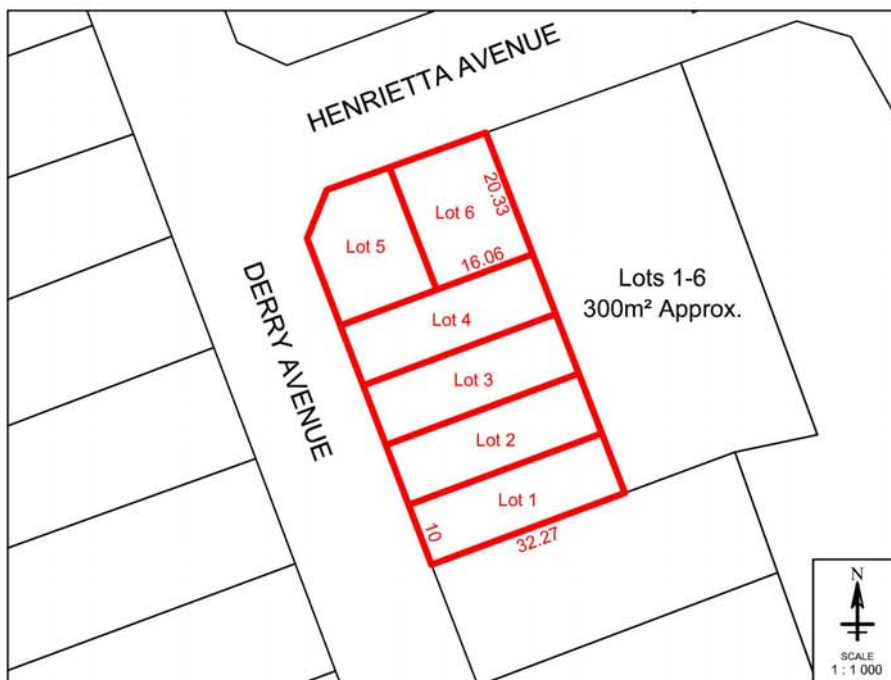 HENRIETTA AVENUE
20.33
Lot 6
Lot 5
16.06
DERRY AVENUE
Lots 1-6
300m² Approx.
Lot 4
Lot 3
Lot 2
Lot 1
10
32.27
N
SCALE
1 : 1 000